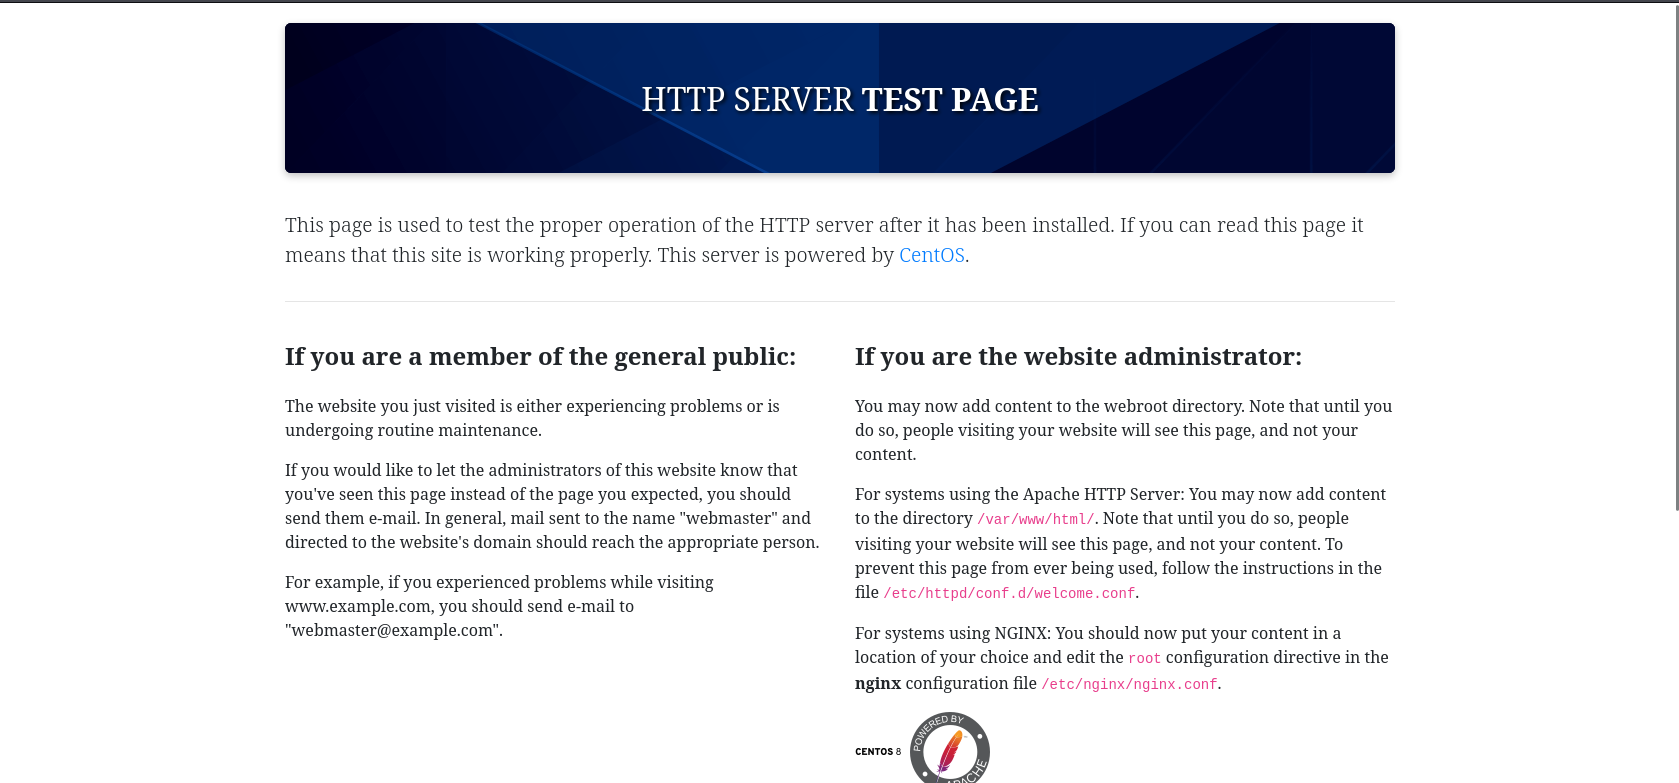 HTTP SERVER TEST PAGE
This page is used to test the proper operation of the HTTP server after it has been installed. If you can read this page it
means that this site is working properly. This server is powered by CentOS.
If you are a member of the general public:
The website you just visited is either experiencing problems or is
undergoing routine maintenance.
If you would like to let the administrators of this website know that
you've seen this page instead of the page you expected, you should
send them e-mail. In general, mail sent to the name "webmaster" and
directed to the website's domain should reach the appropriate person.
For example, if you experienced problems while visiting
www.example.com, you should send e-mail to
"webmaster@example.com".
If you are the website administrator:
You may now add content to the webroot directory. Note that until you
do so, people visiting your website will see this page, and not your
content.
For systems using the Apache HTTP Server: You may now add content
to the directory /var/www/html/. Note that until you do so, people
visiting your website will see this page, and not your content. To
prevent this page from ever being used, follow the instructions in the
file /etc/httpd/conf.d/welcome.conf.
For systems using NGINX: You should now put your content in a
location of your choice and edit the root configuration directive in the
nginx configuration file /etc/nginx/nginx.conf.
CENTOS 8
POWERED BY
APACHE